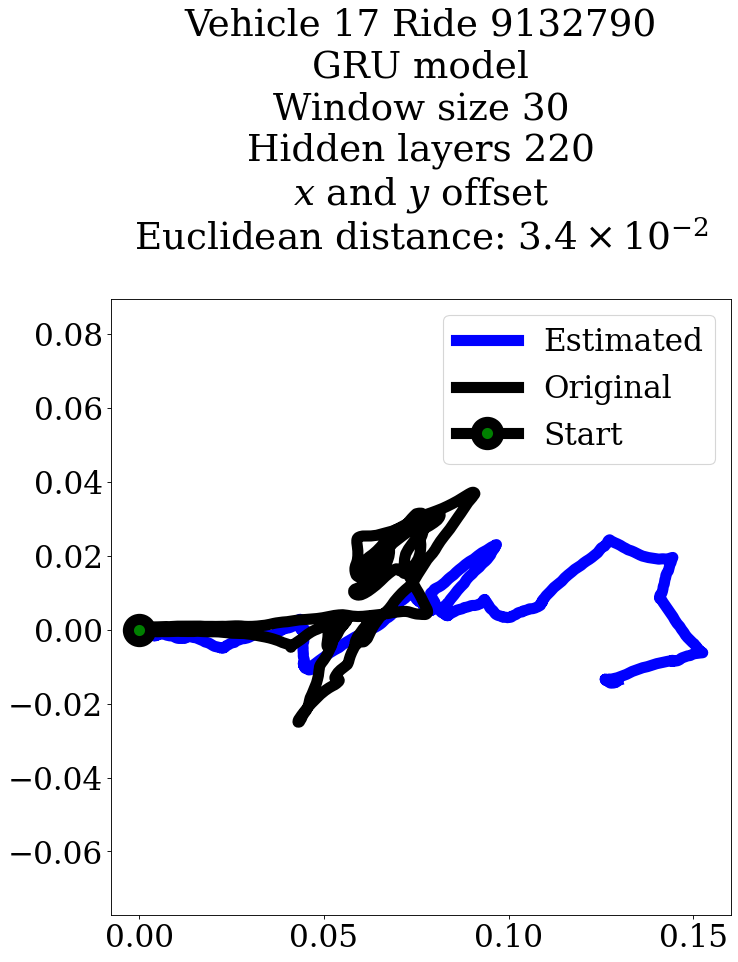 Vehicle 17 Ride 9132790
GRU model
Window size 30
Hidden layers 220
x and y offset
Euclidean distance: 3.4 × 10⁻²
Estimated
Original
Start
0.08
0.06
0.04
0.02
0.00
−0.02
−0.04
−0.06
0.00 0.05 0.10 0.15